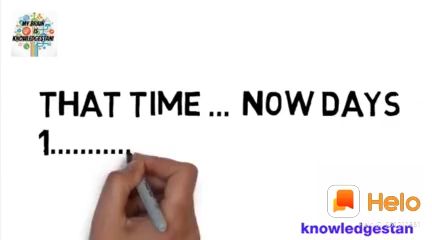 MY BRAIN
IS
KNOWLEDGESTAN!
THAT TIME ... NOW DAYS
1...........
Helo
knowledgestan